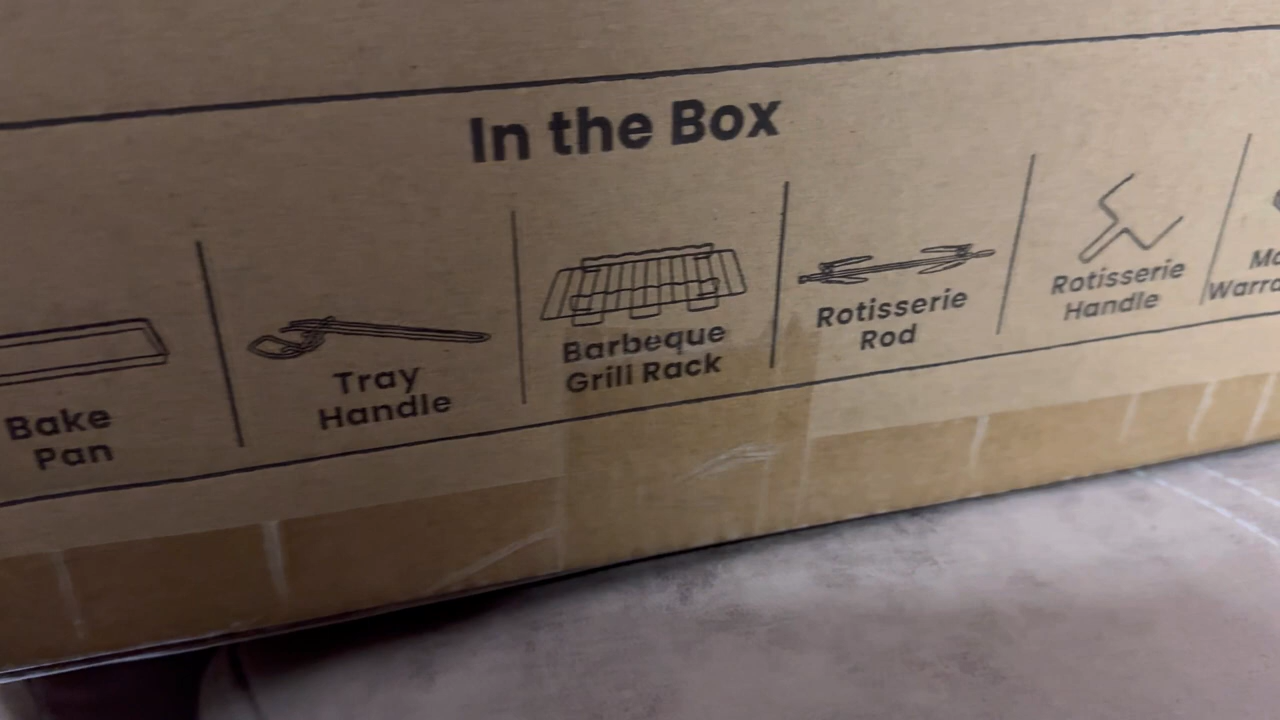 In the Box
Bake
Pan
Tray
Handle
Barbeque
Grill Rack
Rotisserie
Rod
Rotisserie
Handle